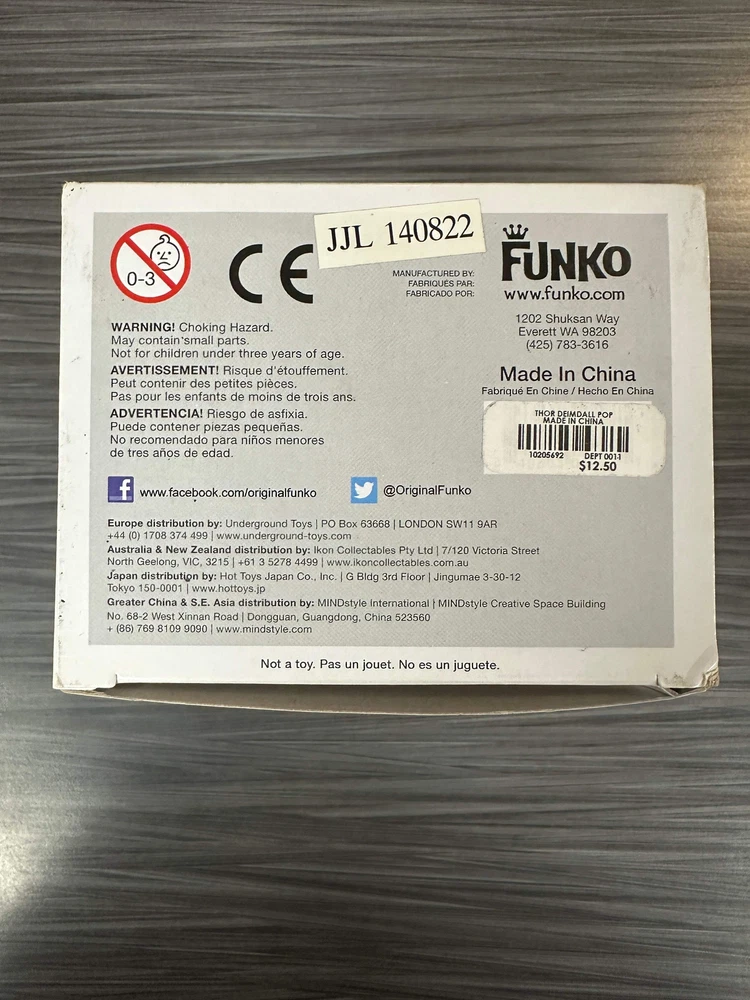 0-3
CE
JJL 140822
MANUFACTURED BY:
FABRIQUÉS PAR:
FABRICADO POR:
FUNKO
www.funko.com
1202 Shuksan Way
Everett WA 98203
(425) 783-3616
Made In China
Fabriqué En Chine / Hecho En China
WARNING! Choking Hazard.
May contain small parts.
Not for children under three years of age.
AVERTISSEMENT! Risque d'étouffement.
Peut contenir des petites pièces.
Pas pour les enfants de moins de trois ans.
ADVERTENCIA! Riesgo de asfixia.
Puede contener piezas pequeñas.
No recomendado para niños menores
de tres años de edad.
THOR DEIMDALL POP
MADE IN CHINA
10205692 DEPT 0011
$12.50
f www.facebook.com/originalfunko
@OriginalFunko
Europe distribution by: Underground Toys | PO Box 63668 | LONDON SW11 9AR
+44 (0) 1708 374 499 | www.underground-toys.com
Australia & New Zealand distribution by: Ikon Collectables Pty Ltd | 7/120 Victoria Street
North Geelong, VIC, 3215 | +61 3 5278 4499 | www.ikoncollectables.com.au
Japan distribution by: Hot Toys Japan Co., Inc. | G Bldg 3rd Floor | Jingumae 3-30-12
Tokyo 150-0001 | www.hottoys.jp
Greater China & S.E. Asia distribution by: MINDstyle International | MINDstyle Creative Space Building
No. 68-2 West Xinnan Road | Dongguan, Guangdong, China 523560
+ (86) 769 8109 9090 | www.mindstyle.com
Not a toy. Pas un jouet. No es un juguete.